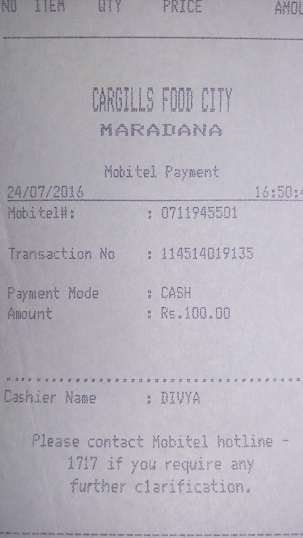 NO ITEM QTY PRICE
CARGILLS FOOD CITY
MARADANA
Mobitel Payment
24/07/2016 16:50:4
Mobitel#: : 0711945501
Transaction No : 114514019135
Payment Mode : CASH
Amount : Rs.100.00
Cashier Name : DIVYA
Please contact Mobitel hotline -
1717 if you require any
further clarification.